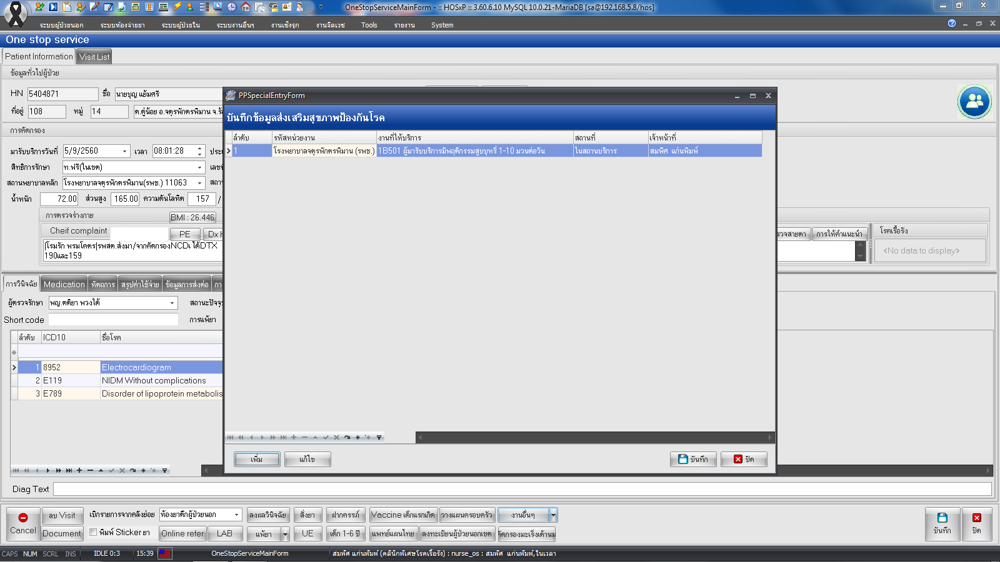 OneStopServiceMainForm - :: HOSxP :: 3.60.6.10 MySQL 10.0.21-MariaDB [sa@192.168.5.8/hos]
ระบบผู้ป่วยนอก ระบบห้องจ่ายยา ระบบผู้ป่วยใน ระบบงานอื่นๆ งานเชิงรุก งานจิตเวช Tools รายงาน System
One stop service
Patient Information Visit List
ข้อมูลทั่วไปผู้ป่วย
HN 5404871 ชื่อ นายบุญ แย้มศรี
ที่อยู่ 108 หมู่ 14 ต.ดู่น้อย อ.จตุรพักตรพิมาน จ.ร้อ
การคัดกรอง
มารับบริการวันที่ 5/9/2560 เวลา 08:01:28 ประเ
สิทธิการรักษา ท.ฟรี(ในเขต) เลขที่
สถานพยาบาลหลัก โรงพยาบาลจตุรพักตรพิมาน(รพช.) 11063 สถา
น้ำหนัก 72.00 ส่วนสูง 165.00 ความดันโลหิต 157 /
การตรวจร่างกาย BMI : 26.446
Cheif complaint PE Dx H
|โรมรัก พรมโคตร|รพสต.ส่งมา/จากคัดกรองNCDเ ได้DTX
190และ159
PPSpecialEntryForm
บันทึกข้อมูลส่งเสริมสุขภาพป้องกันโรค
ลำดับ รหัสหน่วยงาน งานที่ให้บริการ สถานที่ เจ้าหน้าที่
1 โรงพยาบาลจตุรพักตรพิมาน (รพช.) 1B501 ผู้มารับบริการมีพฤติกรรมสูบบุหรี่ 1-10 มวนต่อวัน ในสถานบริการ สมพิศ แก่นพิมพ์
เพิ่ม แก้ไข บันทึก ปิด
รวจสายตา การให้คำแนะนำ โรคเรื้อรัง
<No data to display>
การวินิจฉัย Medication หัตถการ สรุปค่าใช้จ่าย ข้อมูลการส่งต่อ กา
ผู้ตรวจรักษา พญ.ตติยา พวงใต้ สถานะปัจจุ
Short code การแพ้ยา
ลำดับ ICD10 ชื่อโรค
1 8952 Electrocardiogram
2 E119 NIDM Without complications
3 E789 Disorder of lipoprotein metabolis
Diag Text
Cancel ลบ Visit เบิกรายการจากคลังย่อย ห้องยาตึกผู้ป่วยนอก ลงผลวินิจฉัย สั่งยา ฝากครรภ์ Vaccine เด็กแรกเกิด วางแผนครอบครัว งานอื่นๆ บันทึก ปิด
Document พิมพ์ Sticker ยา Online refer LAB แพ้ยา UE เด็ก 1-6 ปี แพทย์แผนไทย ลงทะเบียนผู้ป่วยนอกเขต คัดกรองมะเร็งเต้านม
CAPS NUM SCRL INS IDLE 0:3 15:39 OneStopServiceMainForm สมพิศ แก่นพิมพ์ (คลินิกพิเศษโรคเรื้อรัง) : nurse_os : สมพิศ แก่นพิมพ์,ในเวลา